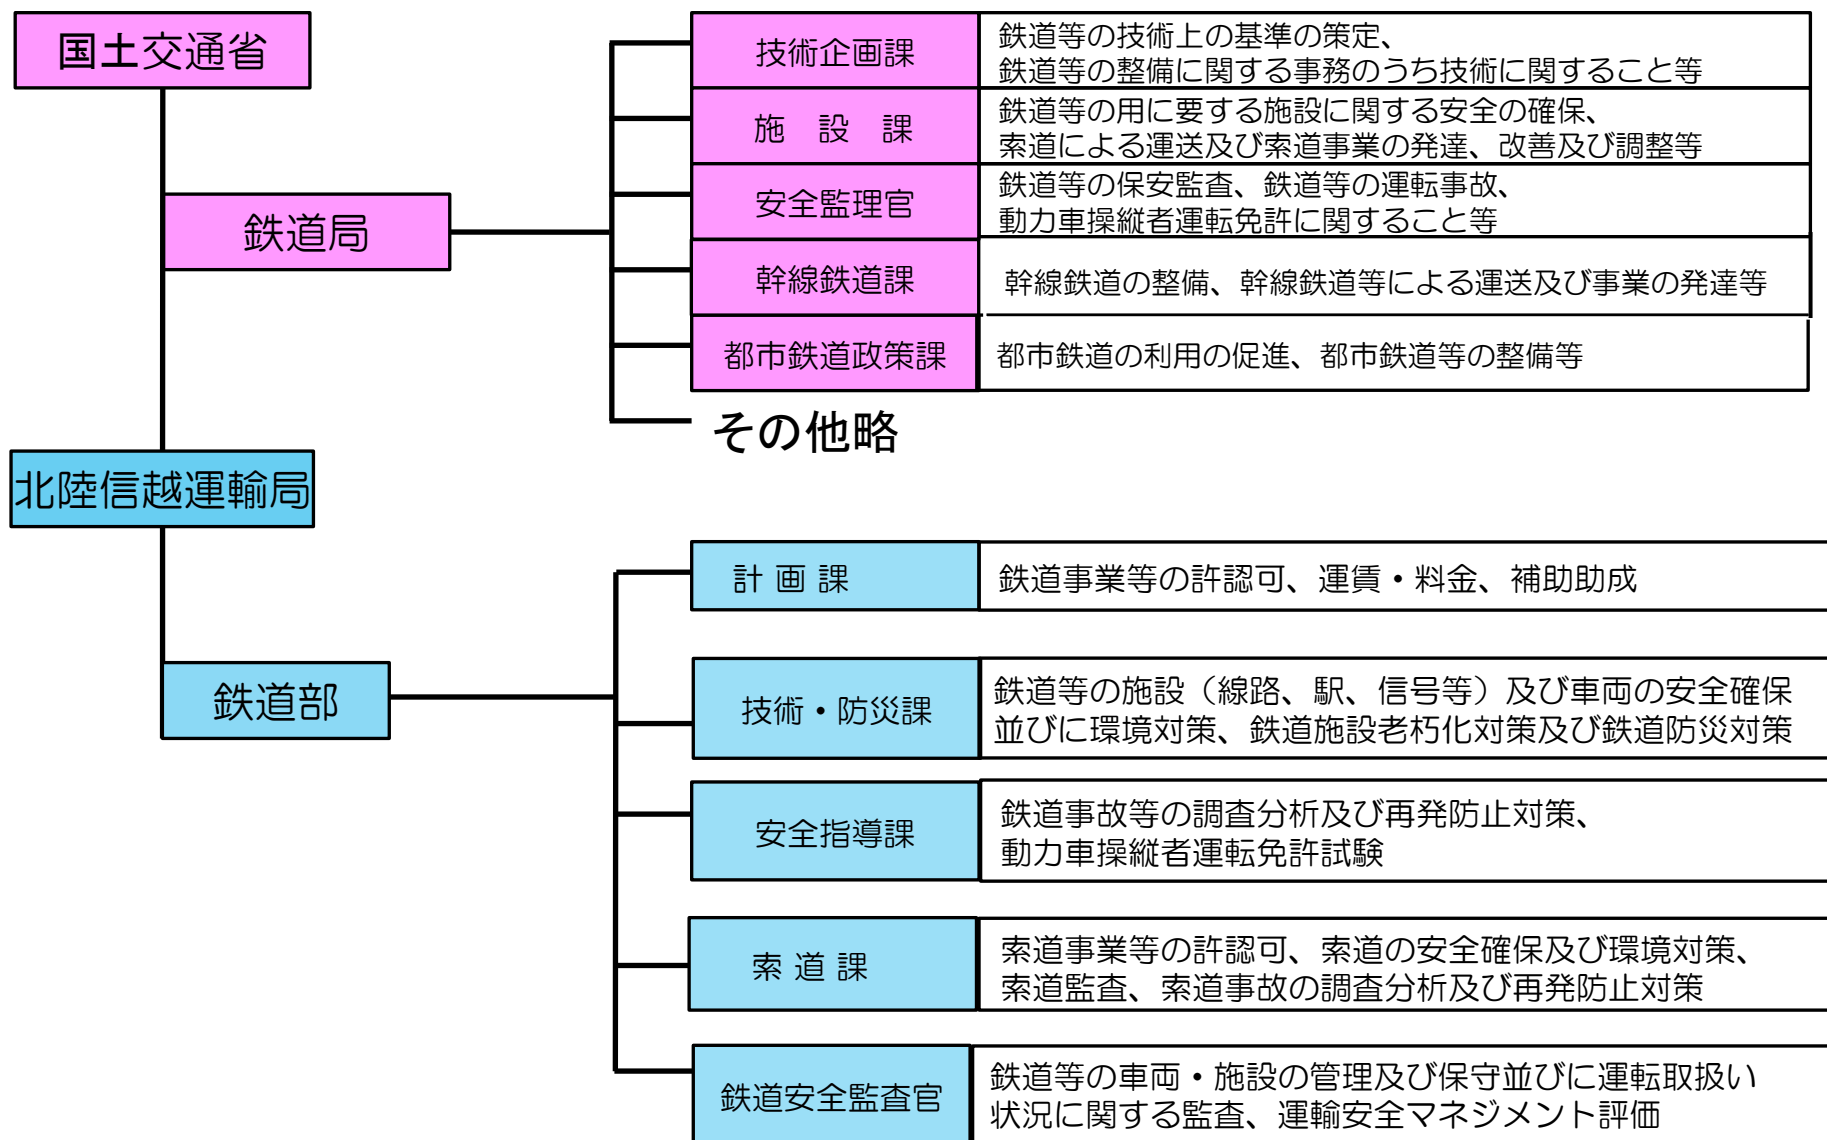 国土交通省
技術企画課
鉄道等の技術上の基準の策定、
鉄道等の整備に関する事務のうち技術に関すること等
施 設 課
鉄道等の用に要する施設に関する安全の確保、
索道による運送及び索道事業の発達、改善及び調整等
鉄道局
安全監理官
鉄道等の保安監査、鉄道等の運転事故、
動力車操縦者運転免許に関すること等
幹線鉄道課
幹線鉄道の整備、幹線鉄道等による運送及び事業の発達等
都市鉄道政策課
都市鉄道の利用の促進、都市鉄道等の整備等
その他略
北陸信越運輸局
計 画 課
鉄道事業等の許認可、運賃・料金、補助助成
鉄道部
技術・防災課
鉄道等の施設（線路、駅、信号等）及び車両の安全確保
並びに環境対策、鉄道施設老朽化対策及び鉄道防災対策
安全指導課
鉄道事故等の調査分析及び再発防止対策、
動力車操縦者運転免許試験
索 道 課
索道事業等の許認可、索道の安全確保及び環境対策、
索道監査、索道事故の調査分析及び再発防止対策
鉄道安全監査官
鉄道等の車両・施設の管理及び保守並びに運転取扱い
状況に関する監査、運輸安全マネジメント評価